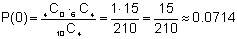 P(0) = ₄C₀ · ₆C₄ / ₁₀C₄ = 1 · 15 / 210 = 15 / 210 ≈ 0.0714